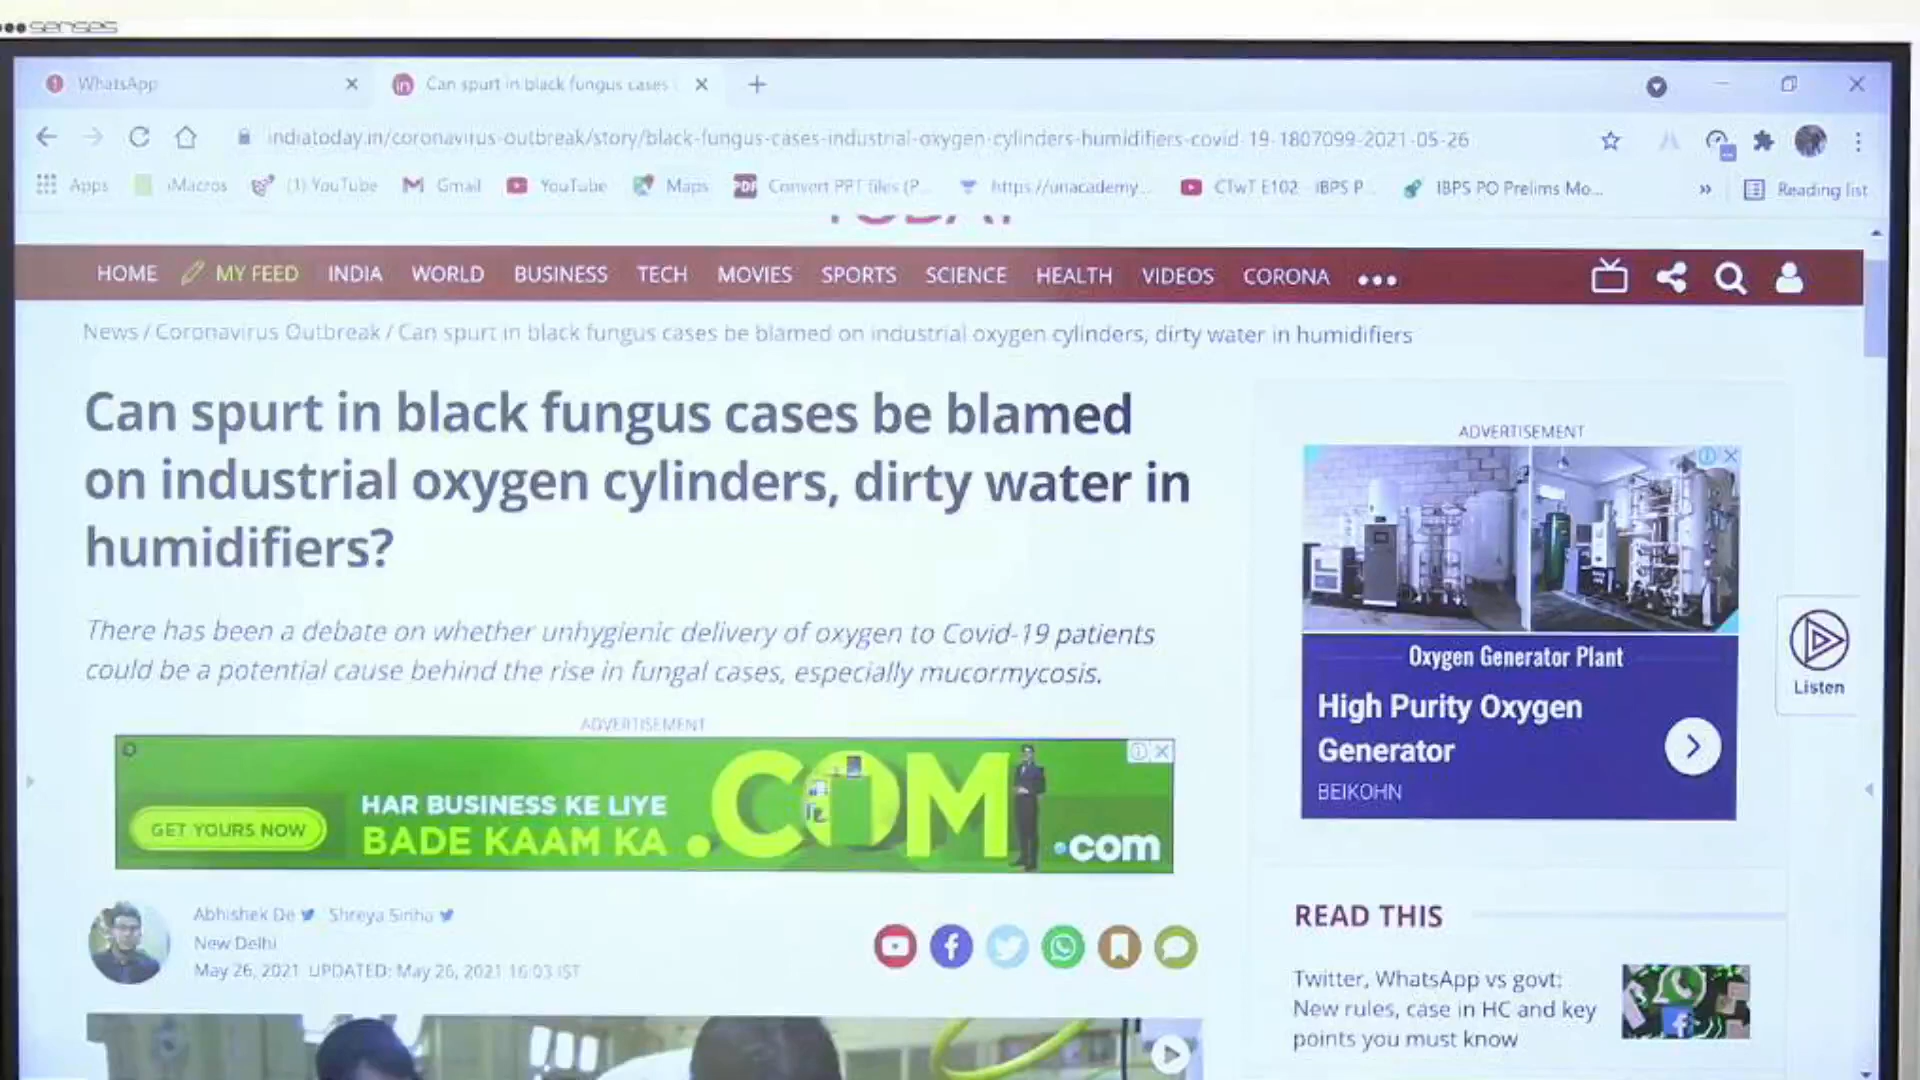 senses
WhatsApp
Can spurt in black fungus cases
indiatoday.in/coronavirus-outbreak/story/black-fungus-cases-industrial-oxygen-cylinders-humidifiers-covid-19-1807099-2021-05-26
Apps
iMacros
(1) YouTube
Gmail
YouTube
Maps
Convert PPT files (P...
https://unacademy...
CTwT E102 IBPS P...
IBPS PO Prelims Mo...
»
Reading list
HOME MY FEED INDIA WORLD BUSINESS TECH MOVIES SPORTS SCIENCE HEALTH VIDEOS CORONA
News / Coronavirus Outbreak / Can spurt in black fungus cases be blamed on industrial oxygen cylinders, dirty water in humidifiers
Can spurt in black fungus cases be blamed
on industrial oxygen cylinders, dirty water in
humidifiers?
There has been a debate on whether unhygienic delivery of oxygen to Covid-19 patients
could be a potential cause behind the rise in fungal cases, especially mucormycosis.
ADVERTISEMENT
GET YOURS NOW
HAR BUSINESS KE LIYE
BADE KAAM KA
.COM
.com
Abhishek De Shreya Sinha
New Delhi
May 26, 2021 UPDATED: May 26, 2021 16:03 IST
ADVERTISEMENT
Oxygen Generator Plant
High Purity Oxygen
Generator
BEIKOHN
Listen
READ THIS
Twitter, WhatsApp vs govt:
New rules, case in HC and key
points you must know